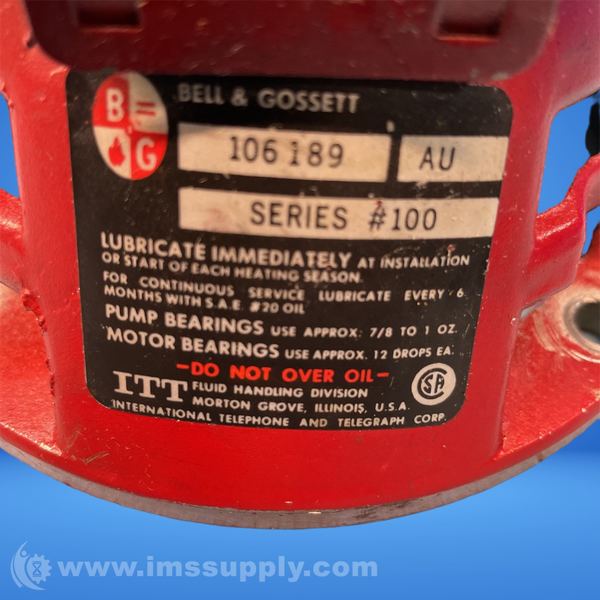 B=
G
BELL & GOSSETT
106 189 AU
SERIES #100
LUBRICATE IMMEDIATELY AT INSTALLATION
OR START OF EACH HEATING SEASON.
FOR CONTINUOUS SERVICE LUBRICATE EVERY 6
MONTHS WITH S.A.E. #20 OIL
PUMP BEARINGS USE APPROX. 7/8 TO 1 OZ.
MOTOR BEARINGS USE APPROX. 12 DROPS EA.
-DO NOT OVER OIL-
ITT FLUID HANDLING DIVISION
MORTON GROVE, ILLINOIS, U.S.A.
INTERNATIONAL TELEPHONE AND TELEGRAPH CORP.
SA
www.imssupply.com